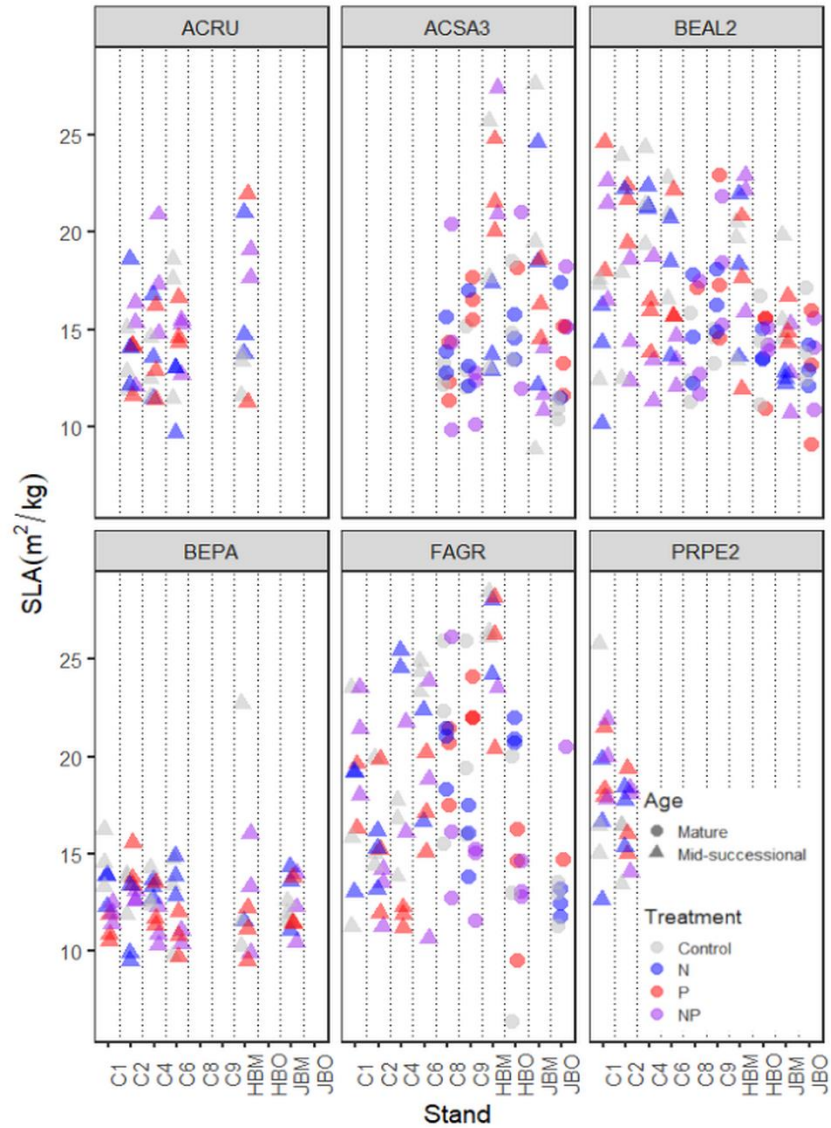 ACRU ACSA3 BEAL2
25
20
15
10
BEPA FAGR PRPE2
25
20
15
10
SLA(m²/kg)
Age
Mature
Mid-successional
Treatment
Control
N
P
NP
C1 C2 C4 C6 C8 C9 HBM HBO JBM JBO C1 C2 C4 C6 C8 C9 HBM HBO JBM JBO C1 C2 C4 C6 C8 C9 HBM HBO JBM JBO
Stand